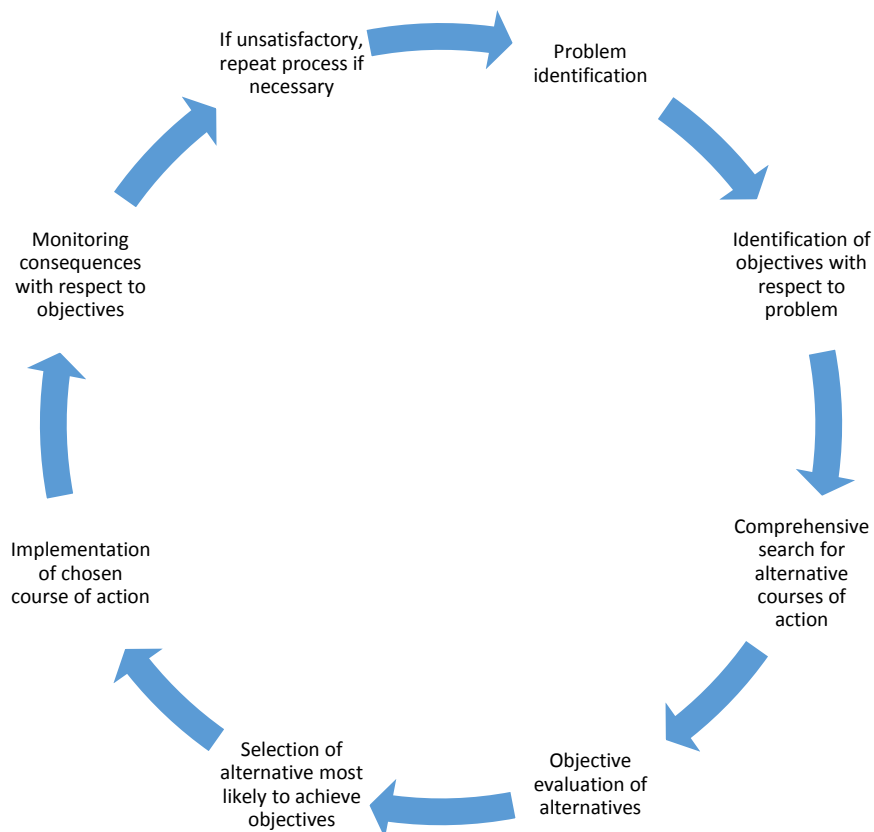 If unsatisfactory,
repeat process if
necessary
Problem
identification
Identification of
objectives with
respect to
problem
Comprehensive
search for
alternative
courses of
action
Objective
evaluation of
alternatives
Selection of
alternative most
likely to achieve
objectives
Implementation
of chosen
course of action
Monitoring
consequences
with respect to
objectives